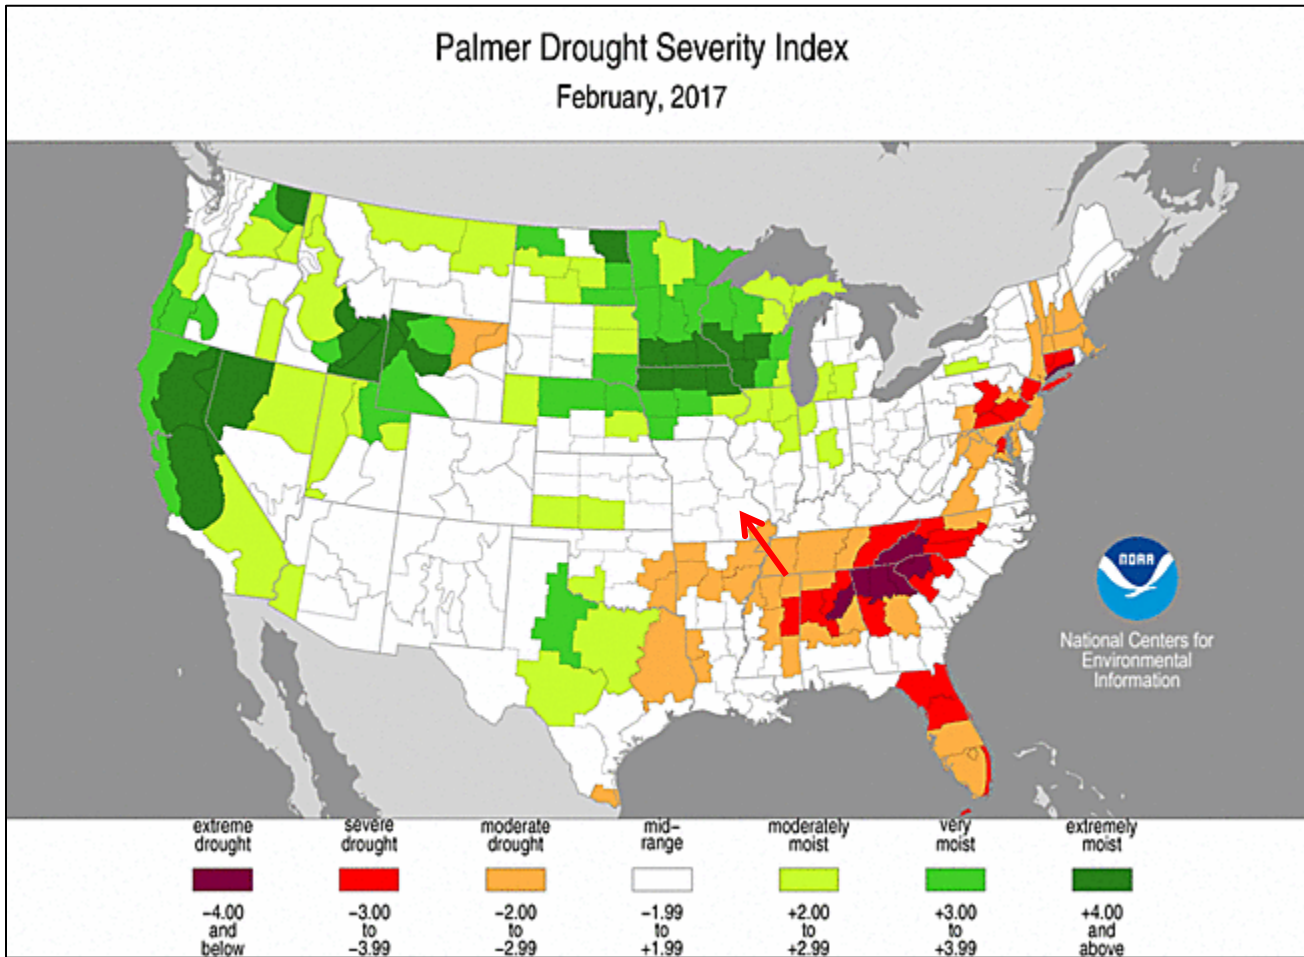 Palmer Drought Severity Index
February, 2017
NOAA
National Centers for
Environmental
Information
extreme
drought
severe
drought
moderate
drought
mid–
range
moderately
moist
very
moist
extremely
moist
−4.00
and
below
−3.00
to
−3.99
−2.00
to
−2.99
−1.99
to
+1.99
+2.00
to
+2.99
+3.00
to
+3.99
+4.00
and
above